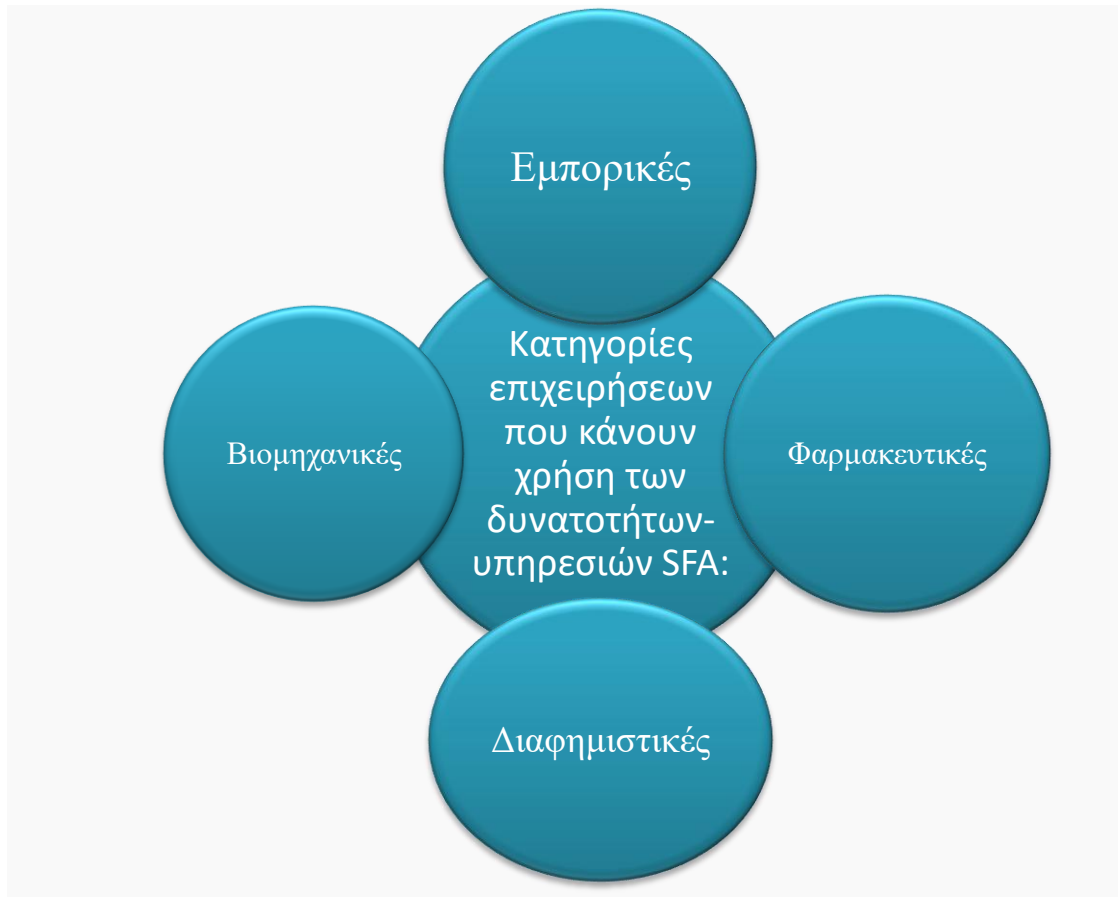 Εμπορικές
Κατηγορίες
επιχειρήσεων
που κάνουν
χρήση των
δυνατοτήτων-
υπηρεσιών SFA:
Βιομηχανικές
Φαρμακευτικές
Διαφημιστικές